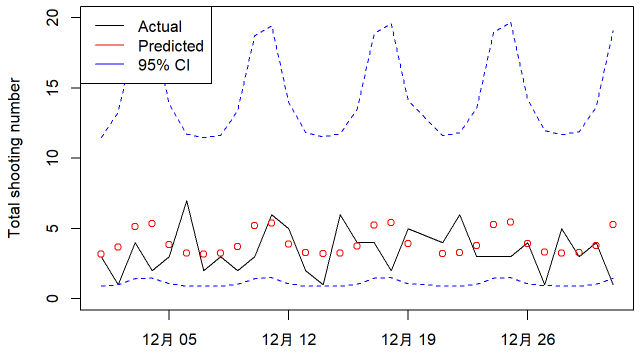 Total shooting number
20
15
10
5
0
Actual
Predicted
95% CI
12月 05
12月 12
12月 19
12月 26